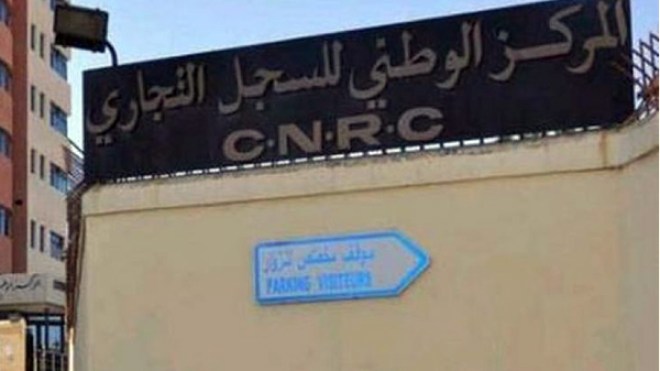 المركز الوطني للسجل التجاري
C.N.R.C
موقف مخصص للزوار
PARKING VISITEURS